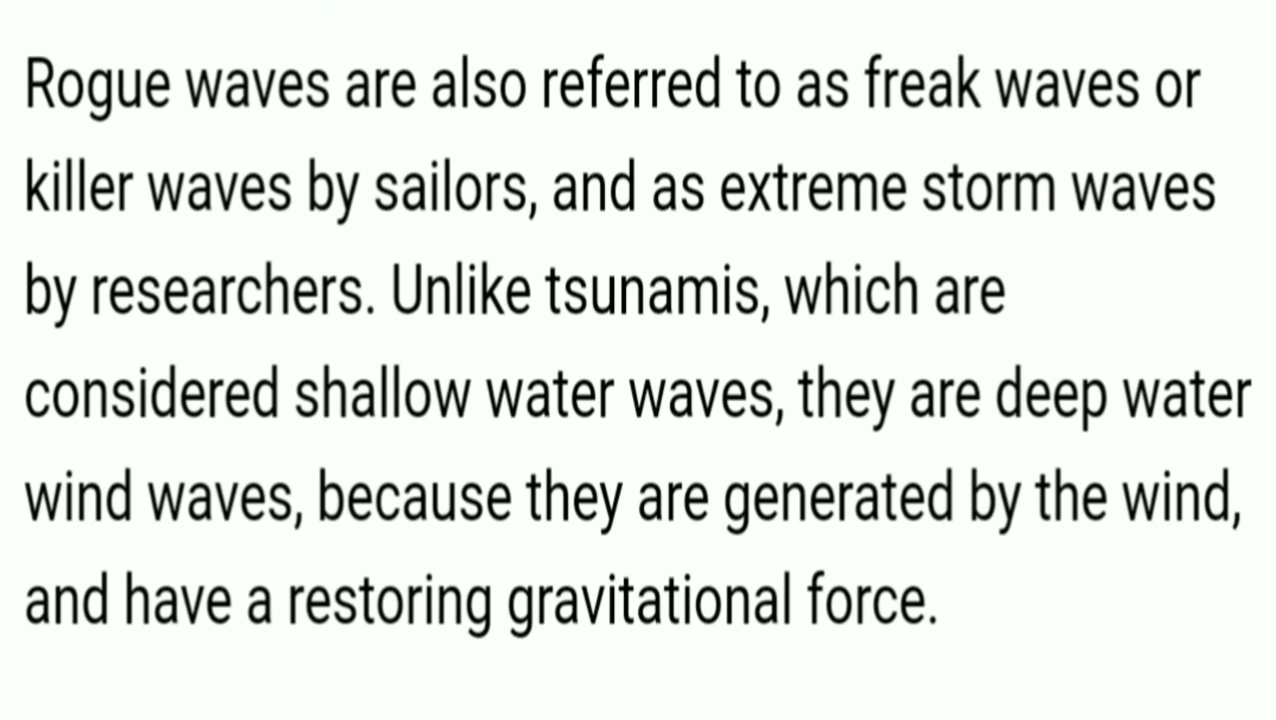 Rogue waves are also referred to as freak waves or
killer waves by sailors, and as extreme storm waves
by researchers. Unlike tsunamis, which are
considered shallow water waves, they are deep water
wind waves, because they are generated by the wind,
and have a restoring gravitational force.